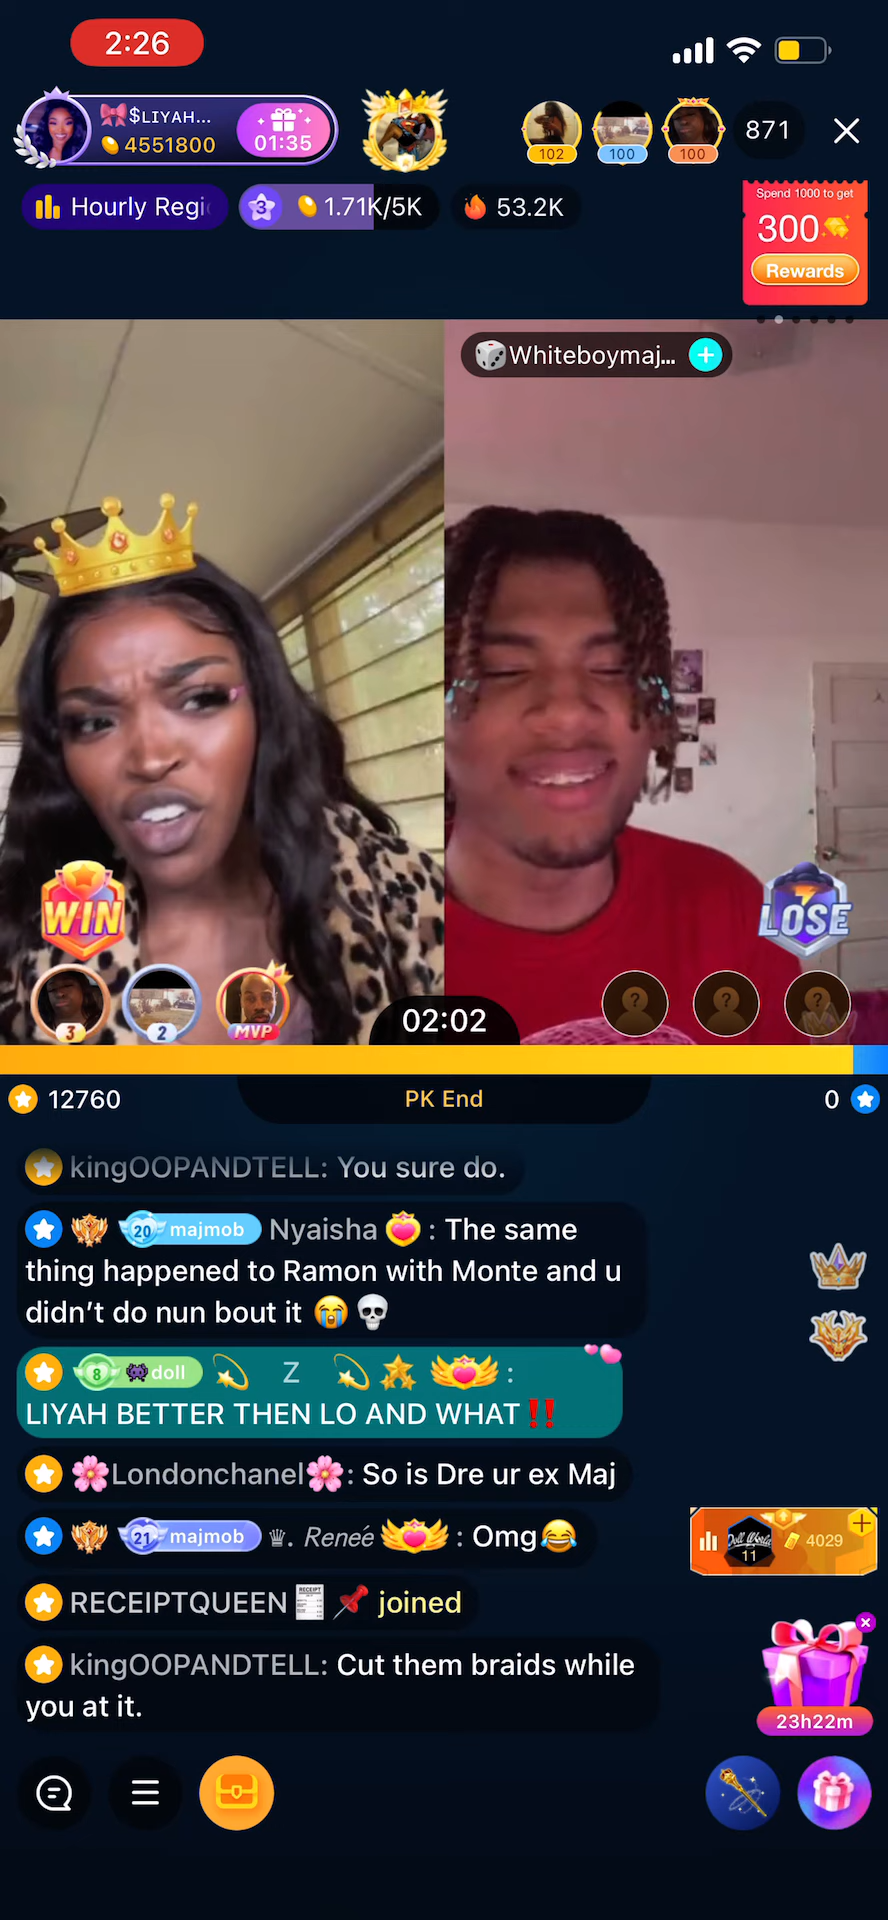 2:26
🎀$LIYAH...
4551800
01:35
102
100
100
871
Hourly Regi
3
1.71K/5K
53.2K
Spend 1000 to get
300
Rewards
🎲Whiteboymaj...
WIN
LOSE
3
2
MVP
02:02
12760
PK End
0
kingOOPANDTELL: You sure do.
20 majmob Nyaisha : The same
thing happened to Ramon with Monte and u
didn’t do nun bout it 😭💀
8 👾doll 💫 Z 💫 :
LIYAH BETTER THEN LO AND WHAT‼️
🌸Londonchanel🌸: So is Dre ur ex Maj
21 majmob ♕. Reneé : Omg😂
Doll World
11
4029
RECEIPTQUEEN🧾📌 joined
kingOOPANDTELL: Cut them braids while
you at it.
23h22m